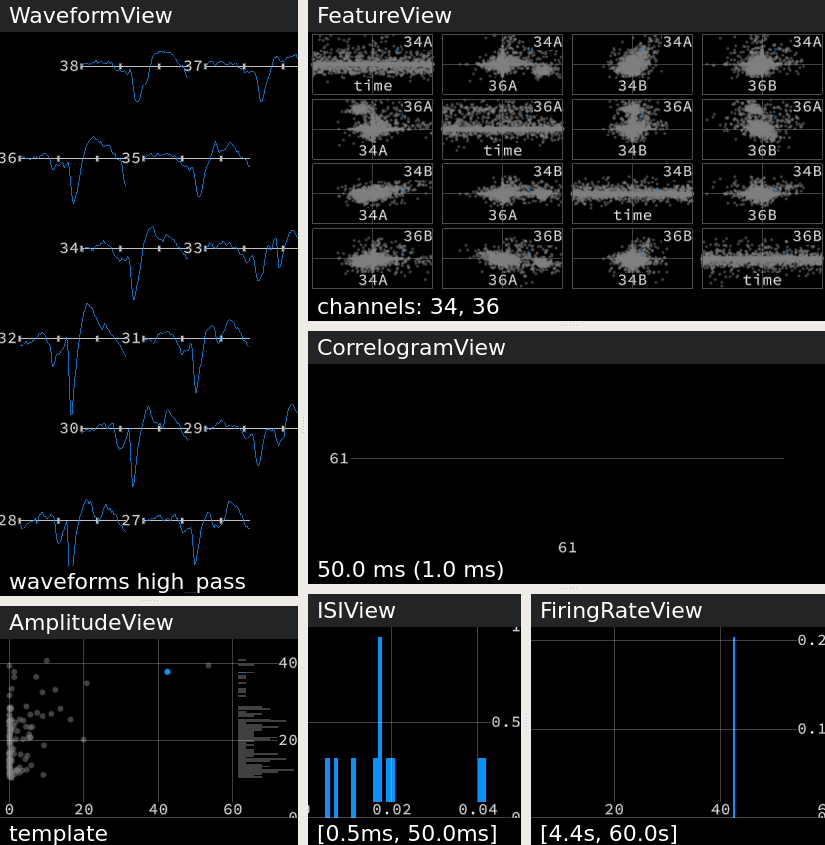 WaveformView
38
37
36
35
34
33
32
31
30
29
28
27
waveforms high_pass
FeatureView
34A
34A
34A
34A
time
36A
34B
36B
36A
36A
36A
36A
34A
time
34B
36B
34B
34B
34B
34B
34A
36A
time
36B
36B
36B
36B
36B
34A
36A
34B
time
channels: 34, 36
CorrelogramView
61
61
50.0 ms (1.0 ms)
AmplitudeView
40
20
0
20
40
60
0
template
ISIView
1
0.5
0.02
0.04
0
[0.5ms, 50.0ms]
FiringRateView
0.2
0.1
20
40
6
0
[4.4s, 60.0s]